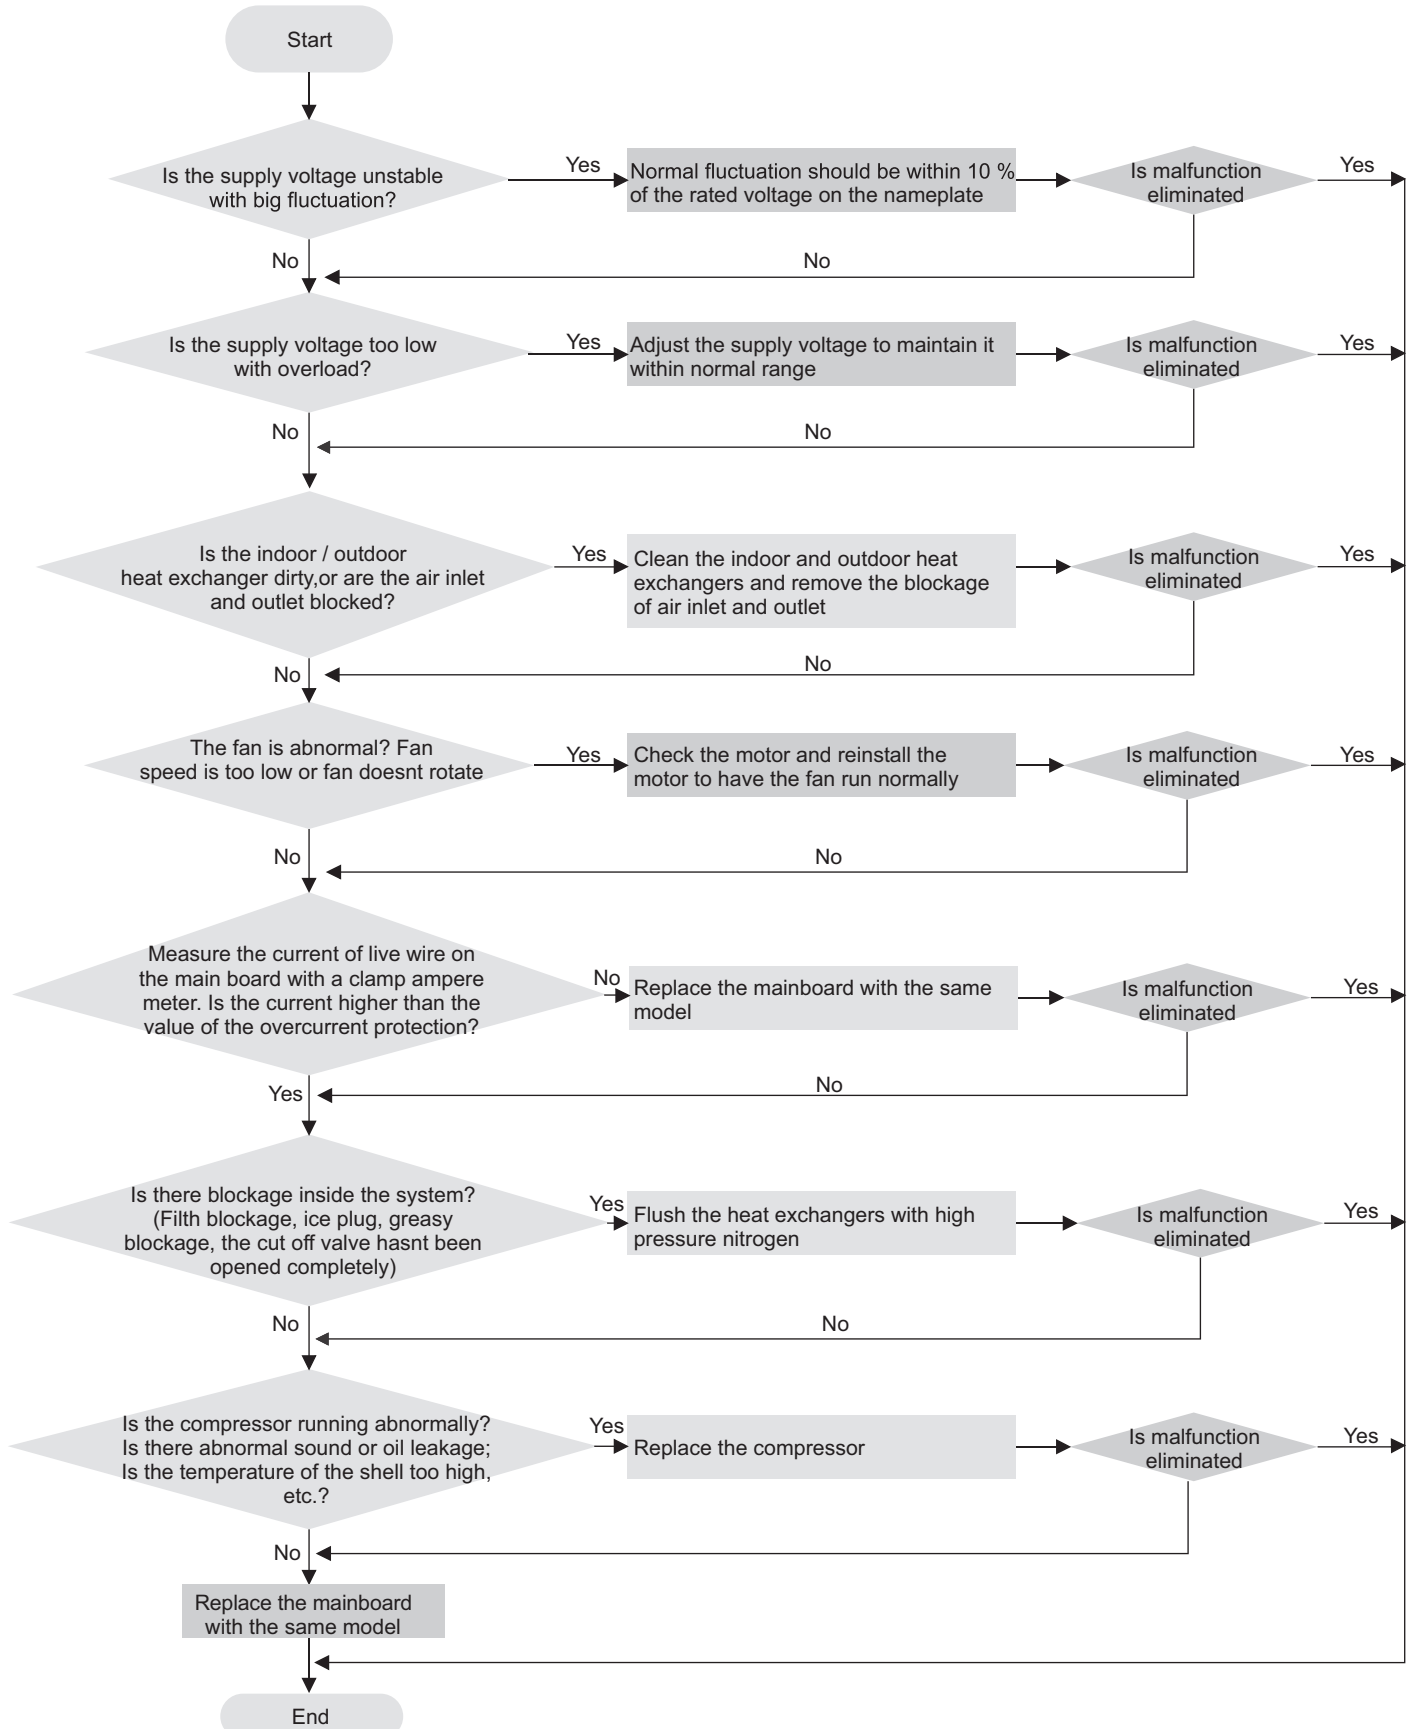 Start
Is the supply voltage unstable
with big fluctuation?
Yes
Normal fluctuation should be within 10 %
of the rated voltage on the nameplate
Is malfunction
eliminated
Yes
No
No
Is the supply voltage too low
with overload?
Yes
Adjust the supply voltage to maintain it
within normal range
Is malfunction
eliminated
Yes
No
No
Is the indoor / outdoor
heat exchanger dirty,or are the air inlet
and outlet blocked?
Yes
Clean the indoor and outdoor heat
exchangers and remove the blockage
of air inlet and outlet
Is malfunction
eliminated
Yes
No
No
The fan is abnormal? Fan
speed is too low or fan doesnt rotate
Yes
Check the motor and reinstall the
motor to have the fan run normally
Is malfunction
eliminated
Yes
No
No
Measure the current of live wire on
the main board with a clamp ampere
meter. Is the current higher than the
value of the overcurrent protection?
No
Replace the mainboard with the same
model
Is malfunction
eliminated
Yes
Yes
No
Is there blockage inside the system?
(Filth blockage, ice plug, greasy
blockage, the cut off valve hasnt been
opened completely)
Yes
Flush the heat exchangers with high
pressure nitrogen
Is malfunction
eliminated
Yes
No
No
Is the compressor running abnormally?
Is there abnormal sound or oil leakage;
Is the temperature of the shell too high,
etc.?
Yes
Replace the compressor
Is malfunction
eliminated
Yes
No
Replace the mainboard
with the same model
End